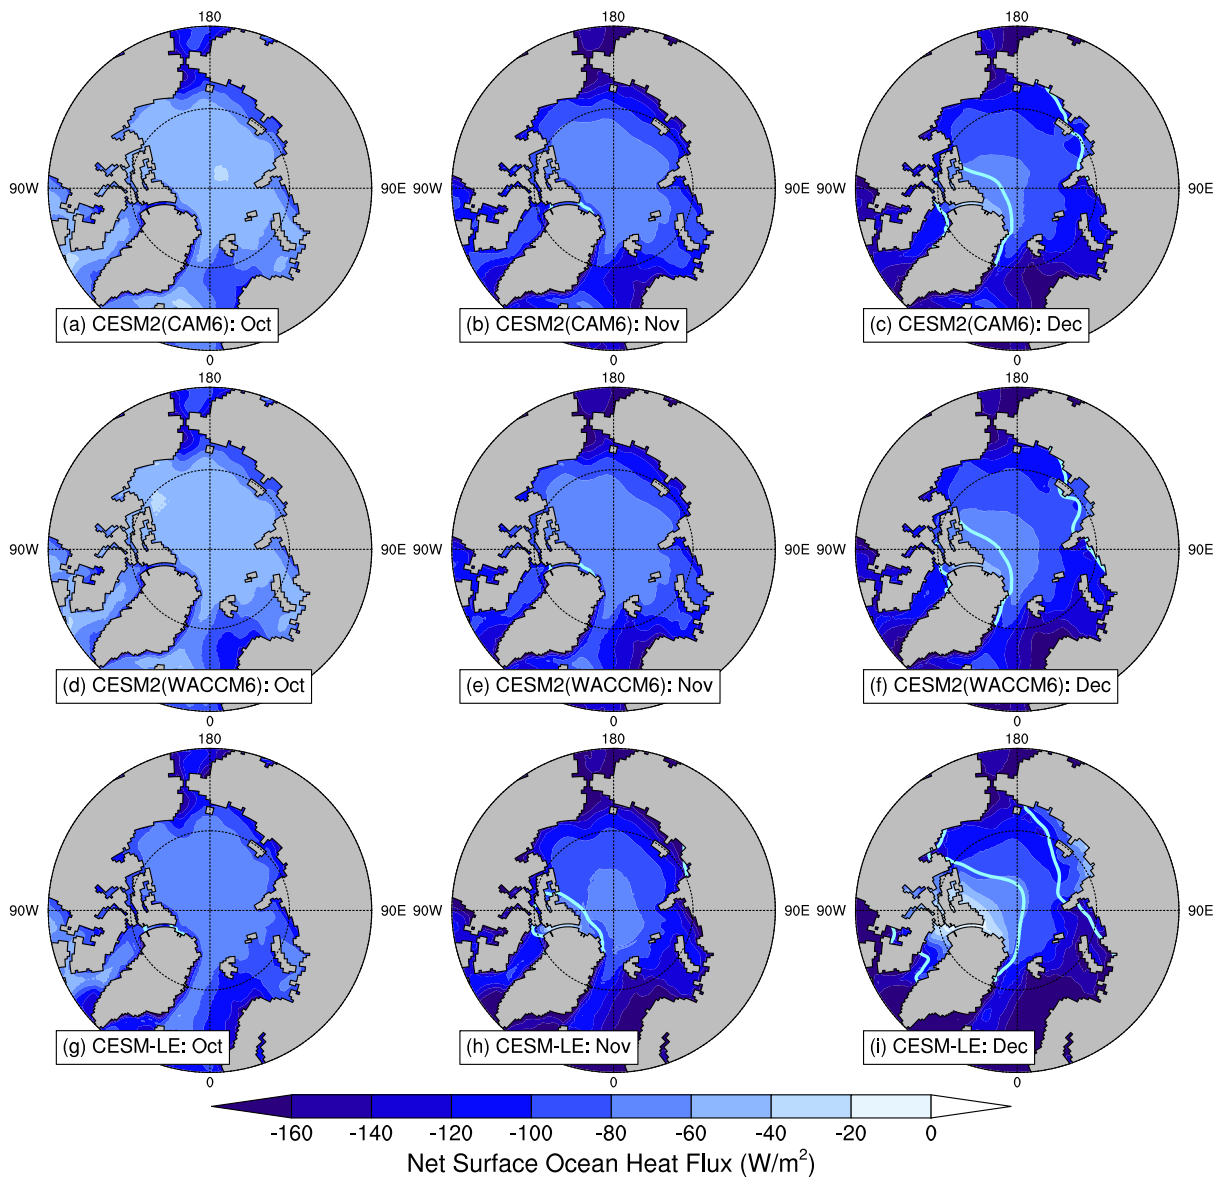 180 180 180
90W 90E 90W 90E 90W 90E
(a) CESM2(CAM6): Oct (b) CESM2(CAM6): Nov (c) CESM2(CAM6): Dec
0 0 0
180 180 180
90W 90E 90W 90E 90W 90E
(d) CESM2(WACCM6): Oct (e) CESM2(WACCM6): Nov (f) CESM2(WACCM6): Dec
0 0 0
180 180 180
90W 90E 90W 90E 90W 90E
(g) CESM-LE: Oct (h) CESM-LE: Nov (i) CESM-LE: Dec
0 0 0
-160 -140 -120 -100 -80 -60 -40 -20 0
Net Surface Ocean Heat Flux (W/m²)